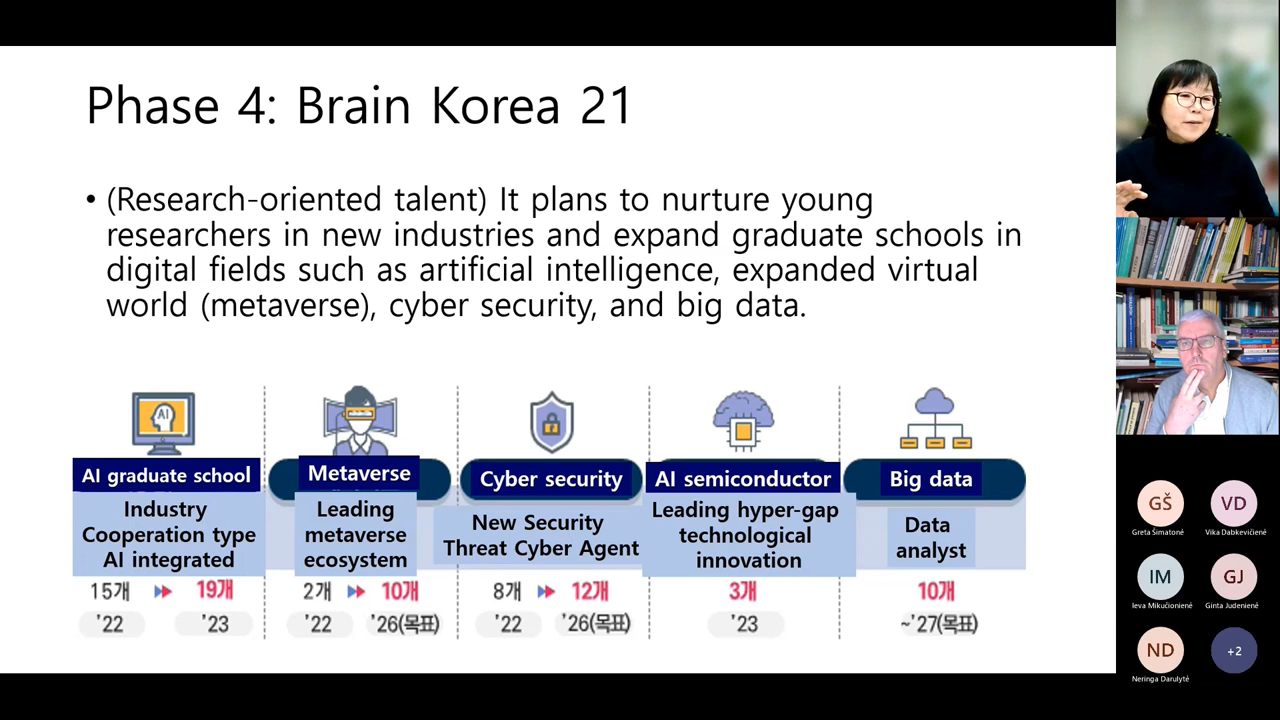 Phase 4: Brain Korea 21
• (Research-oriented talent) It plans to nurture young
researchers in new industries and expand graduate schools in
digital fields such as artificial intelligence, expanded virtual
world (metaverse), cyber security, and big data.
AI
AI graduate school
Industry
Cooperation type
AI integrated
15개 19개
'22 '23
Metaverse
Leading
metaverse
ecosystem
2개 10개
'22 '26(목표)
Cyber security
New Security
Threat Cyber Agent
8개 12개
'22 '26(목표)
AI semiconductor
Leading hyper-gap
technological
innovation
3개
'23
Big data
Data
analyst
10개
~'27(목표)
GŠ
Greta Šimatonė
VD
Vika Dabkevičienė
IM
Ieva Mikučionienė
GJ
Ginta Judenienė
ND
Neringa Darulytė
+2